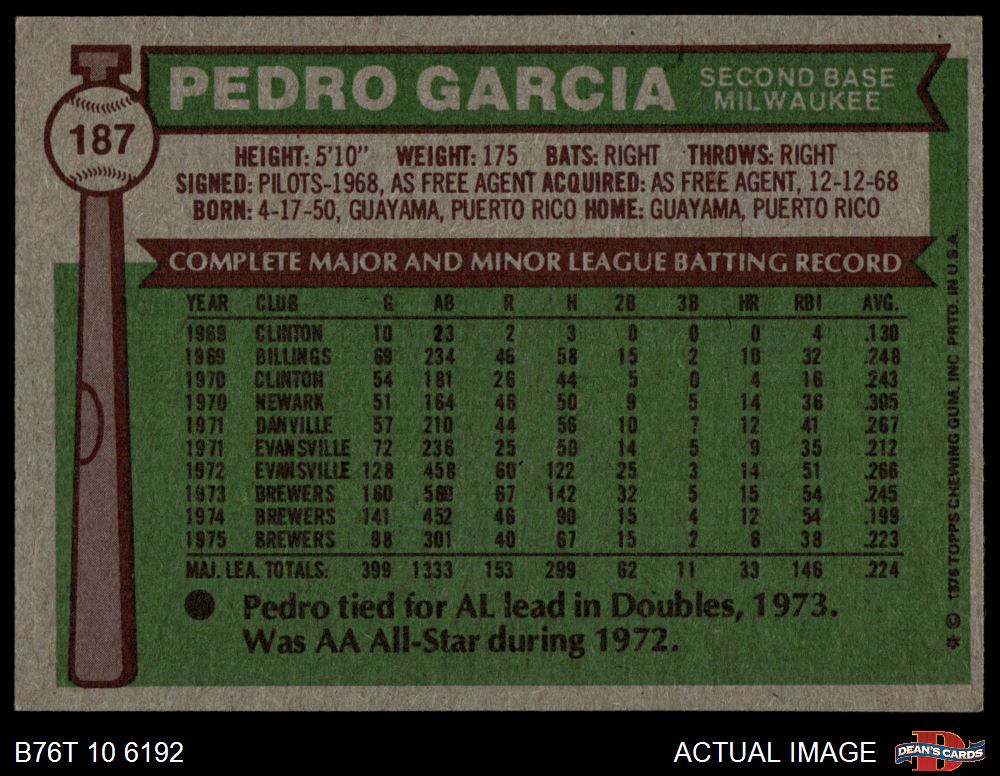 187
PEDRO GARCIA
SECOND BASE
MILWAUKEE
HEIGHT: 5'10" WEIGHT: 175 BATS: RIGHT THROWS: RIGHT
SIGNED: PILOTS-1968, AS FREE AGENT ACQUIRED: AS FREE AGENT, 12-12-68
BORN: 4-17-50, GUAYAMA, PUERTO RICO HOME: GUAYAMA, PUERTO RICO
COMPLETE MAJOR AND MINOR LEAGUE BATTING RECORD
YEAR CLUB G AB R H 2B 3B HR RBI AVG.
1969 CLINTON 10 23 2 3 0 0 0 4 .130
1969 BILLINGS 69 234 46 58 15 2 10 32 .248
1970 CLINTON 54 181 26 44 5 0 4 16 .243
1970 NEWARK 51 164 46 50 9 5 14 36 .305
1971 DANVILLE 57 210 44 56 10 7 12 41 .267
1971 EVANSVILLE 72 236 25 50 14 5 9 35 .212
1972 EVANSVILLE 128 458 60 122 25 3 14 51 .266
1973 BREWERS 160 580 67 142 32 5 15 54 .245
1974 BREWERS 141 452 46 90 15 4 12 54 .199
1975 BREWERS 98 301 40 67 15 2 6 38 .223
MAJ. LEA. TOTALS: 399 1333 153 299 62 11 33 146 .224
Pedro tied for AL lead in Doubles, 1973.
Was AA All-Star during 1972.
* © 1976 TOPPS CHEWING GUM, INC PRTD. IN U.S.A.
B76T 10 6192
ACTUAL IMAGE
DEAN'S CARDS